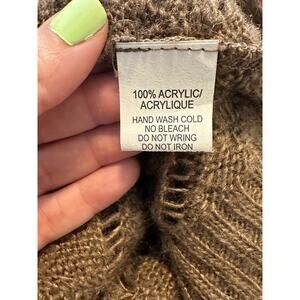 100% ACRYLIC/
ACRYLIQUE
HAND WASH COLD
NO BLEACH
DO NOT WRING
DO NOT IRON